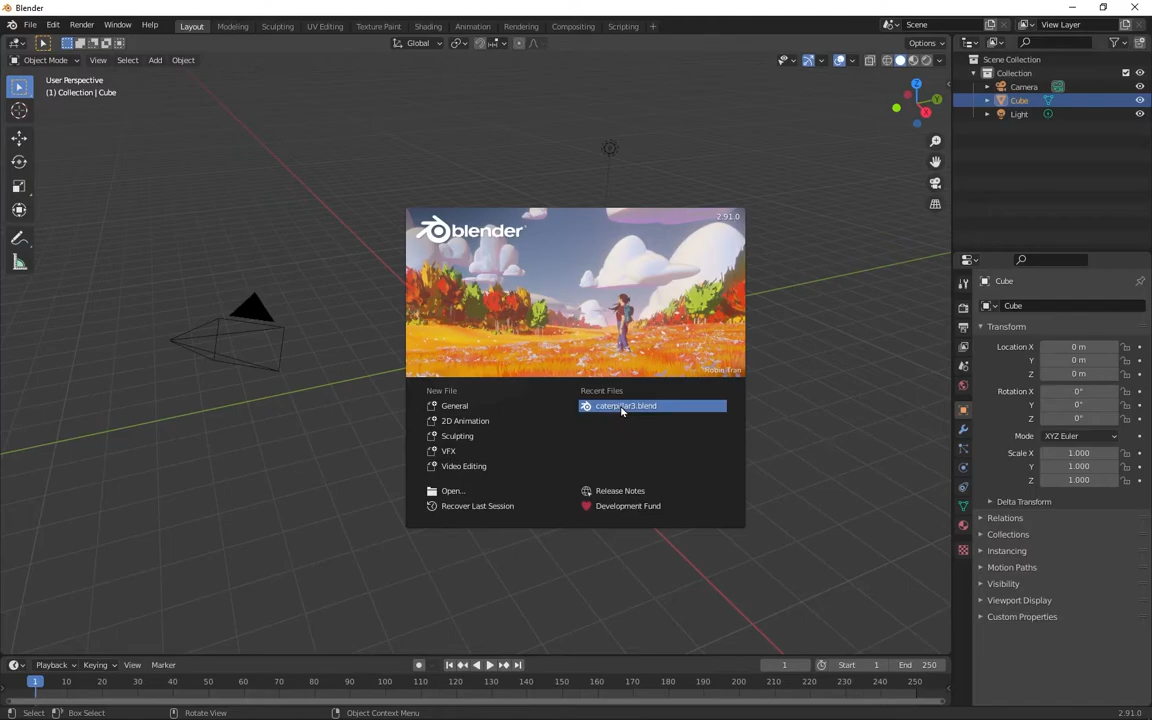 Blender
File Edit Render Window Help Layout Modeling Sculpting UV Editing Texture Paint Shading Animation Rendering Compositing Scripting + Scene View Layer
Global Options
Object Mode View Select Add Object
User Perspective
(1) Collection | Cube
Z
Y
X
Scene Collection
Collection
Camera
Cube
Light
Cube
Cube
Transform
Location X 0 m
Y 0 m
Z 0 m
Rotation X 0°
Y 0°
Z 0°
Mode XYZ Euler
Scale X 1.000
Y 1.000
Z 1.000
Delta Transform
Relations
Collections
Instancing
Motion Paths
Visibility
Viewport Display
Custom Properties
2.91.0
blender
Robin Tran
New File
General
2D Animation
Sculpting
VFX
Video Editing
Open...
Recover Last Session
Recent Files
caterpillar3.blend
Release Notes
Development Fund
Playback Keying View Marker 1 Start 1 End 250
1 10 20 30 40 50 60 70 80 90 100 110 120 130 140 150 160 170 180 190 200 210 220 230 240 250
Select Box Select Rotate View Object Context Menu 2.91.0